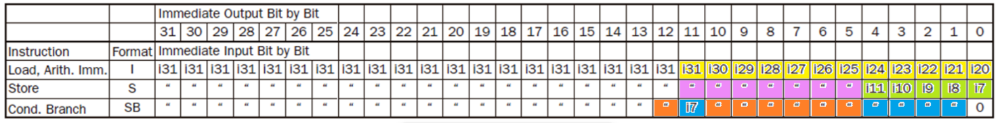 Immediate Output Bit by Bit
31 30 29 28 27 26 25 24 23 22 21 20 19 18 17 16 15 14 13 12 11 10 9 8 7 6 5 4 3 2 1 0
Instruction Format Immediate Input Bit by Bit
Load, Arith. Imm. I i31 i31 i31 i31 i31 i31 i31 i31 i31 i31 i31 i31 i31 i31 i31 i31 i31 i31 i31 i31 i31 i30 i29 i28 i27 i26 i25 i24 i23 i22 i21 i20
Store S “ “ “ “ “ “ “ “ “ “ “ “ “ “ “ “ “ “ “ “ “ “ “ “ “ “ “ i11 i10 i9 i8 i7
Cond. Branch SB “ “ “ “ “ “ “ “ “ “ “ “ “ “ “ “ “ “ “ “ i7 “ “ “ “ “ “ “ “ “ “ 0